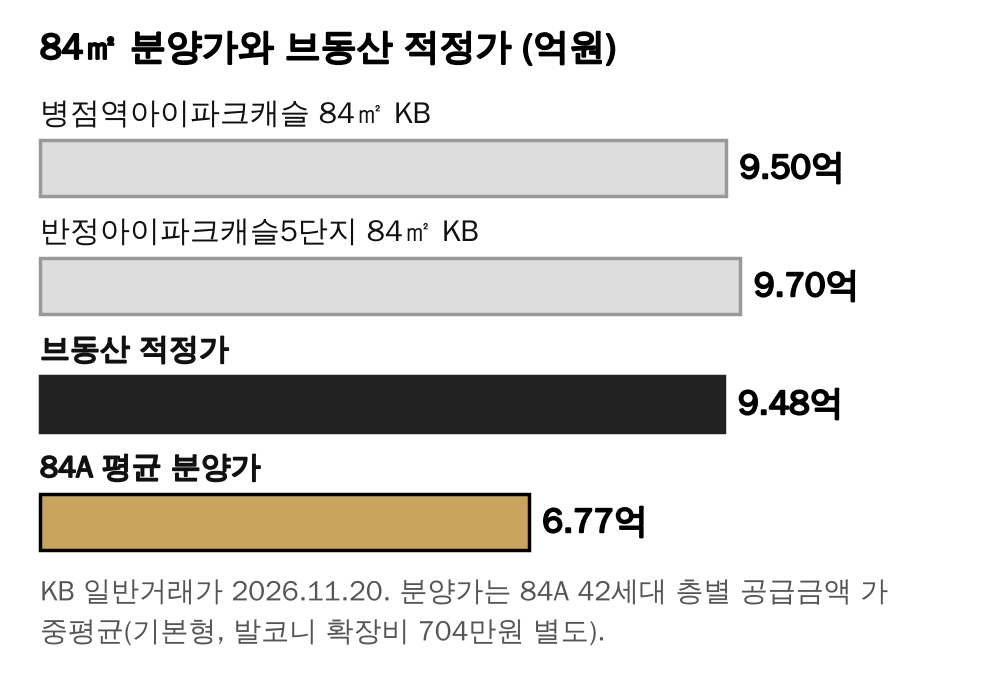 84㎡ 분양가와 브동산 적정가 (억원)
병점역아이파크캐슬 84㎡ KB
9.50억
반정아이파크캐슬5단지 84㎡ KB
9.70억
브동산 적정가
9.48억
84A 평균 분양가
6.77억
KB 일반거래가 2026.11.20. 분양가는 84A 42세대 층별 공급금액 가
중평균(기본형, 발코니 확장비 704만원 별도).